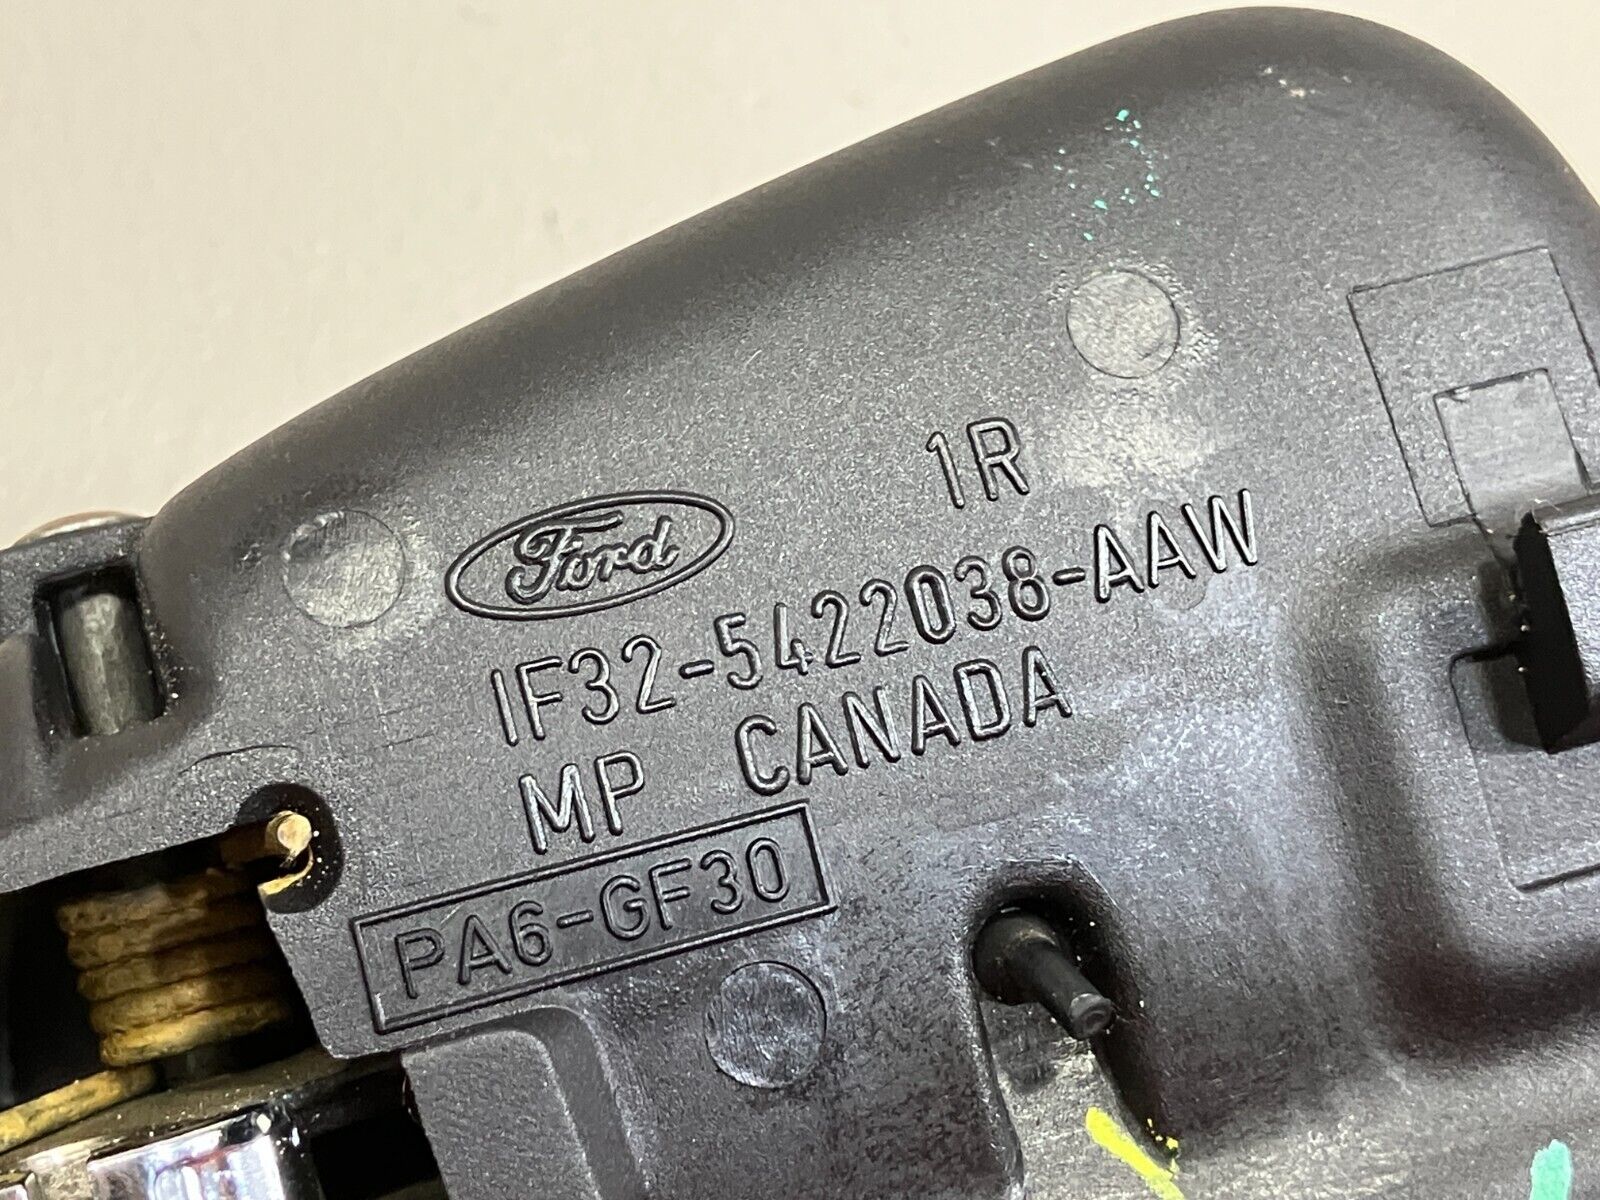 1R
Ford
1F32-5422038-AAW
MP CANADA
PA6-GF30